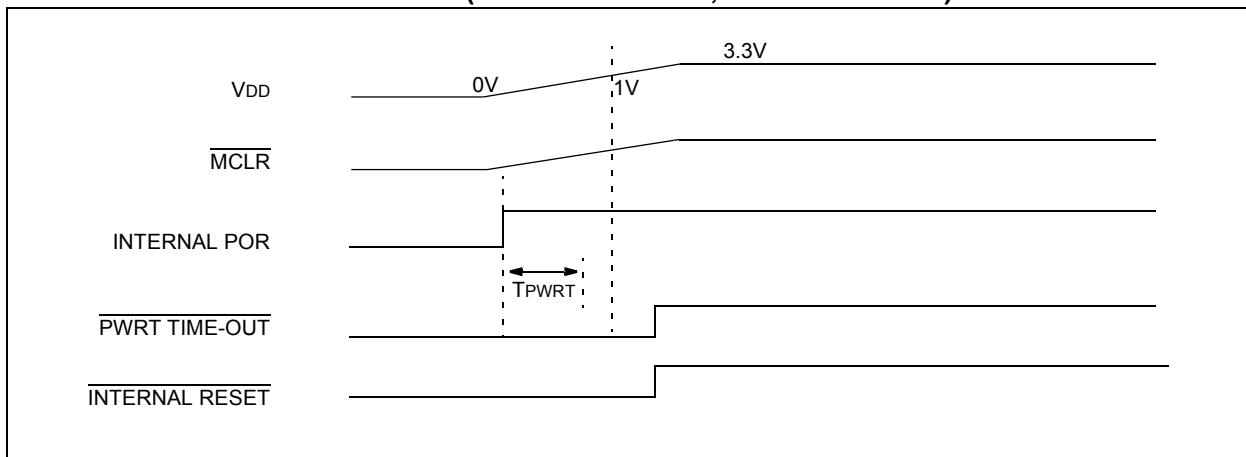 3.3V
VDD
0V
1V
MCLR
INTERNAL POR
TPWRT
PWRT TIME-OUT
INTERNAL RESET